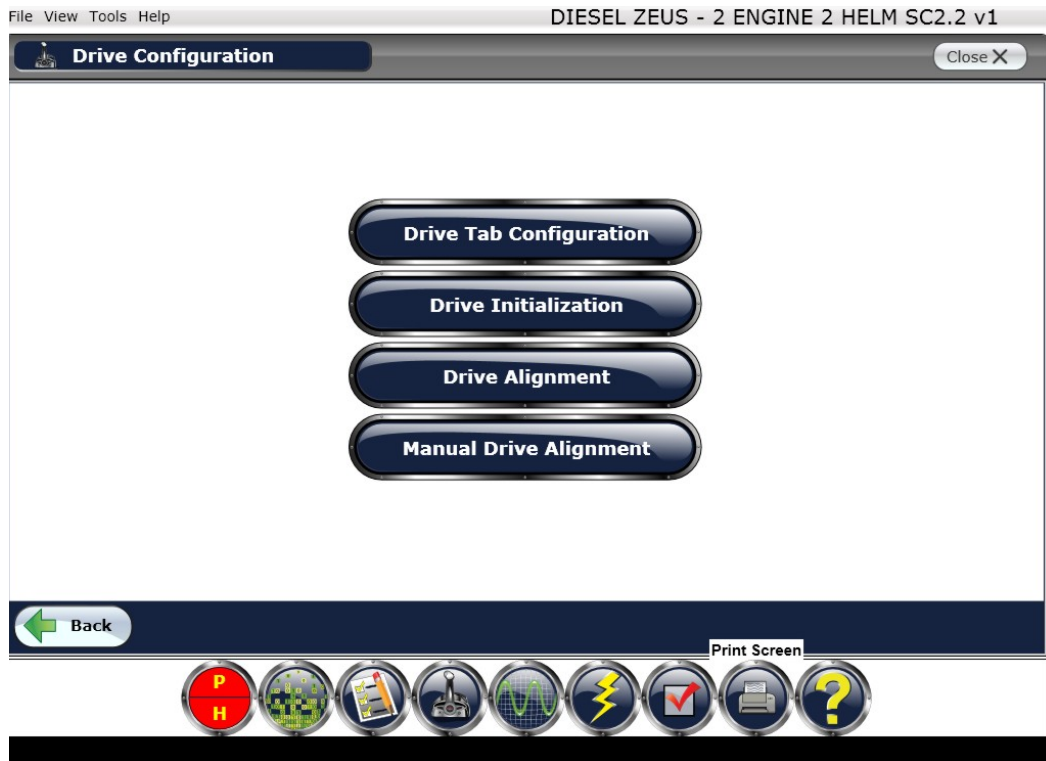 File View Tools Help
DIESEL ZEUS - 2 ENGINE 2 HELM SC2.2 v1
Drive Configuration
Close X
Drive Tab Configuration
Drive Initialization
Drive Alignment
Manual Drive Alignment
Back
Print Screen
P
H
?